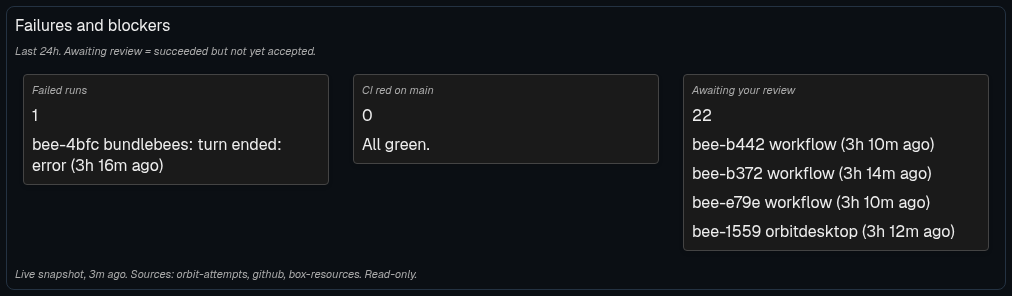 Failures and blockers
Last 24h. Awaiting review = succeeded but not yet accepted.
Failed runs
1
bee-4bfc bundlebees: turn ended:
error (3h 16m ago)
CI red on main
0
All green.
Awaiting your review
22
bee-b442 workflow (3h 10m ago)
bee-b372 workflow (3h 14m ago)
bee-e79e workflow (3h 10m ago)
bee-1559 orbitdesktop (3h 12m ago)
Live snapshot, 3m ago. Sources: orbit-attempts, github, box-resources. Read-only.